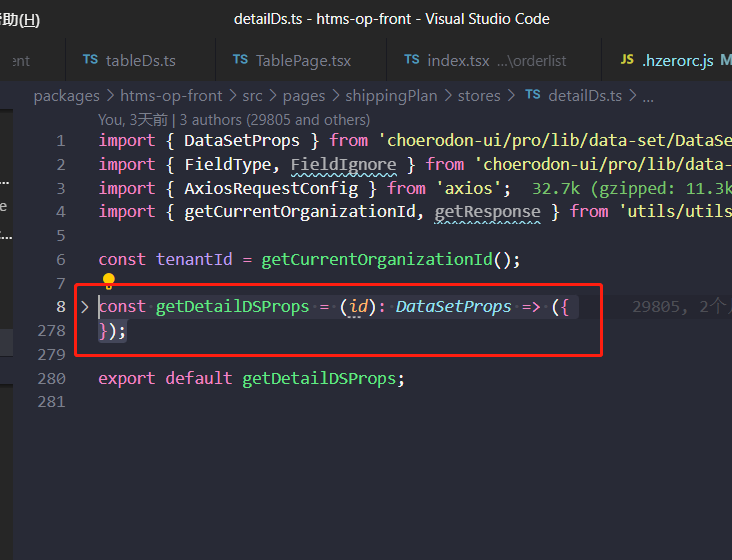 助(H) detailDs.ts - htms-op-front - Visual Studio Code
ent TS tableDs.ts TS TablePage.tsx TS index.tsx ...\orderlist JS .hzerorc.js M
packages > htms-op-front > src > pages > shippingPlan > stores > TS detailDs.ts > ...
You, 3天前 | 3 authors (29805 and others)
1 import { DataSetProps } from 'choerodon-ui/pro/lib/data-set/DataSe
2 import { FieldType, FieldIgnore } from 'choerodon-ui/pro/lib/data-
3 import { AxiosRequestConfig } from 'axios'; 32.7k (gzipped: 11.3k
4 import { getCurrentOrganizationId, getResponse } from 'utils/utils
5
6 const tenantId = getCurrentOrganizationId();
7
8 > const getDetailDSProps = (id): DataSetProps => ({ 29805, 2个
278 });
279
280 export default getDetailDSProps;
281